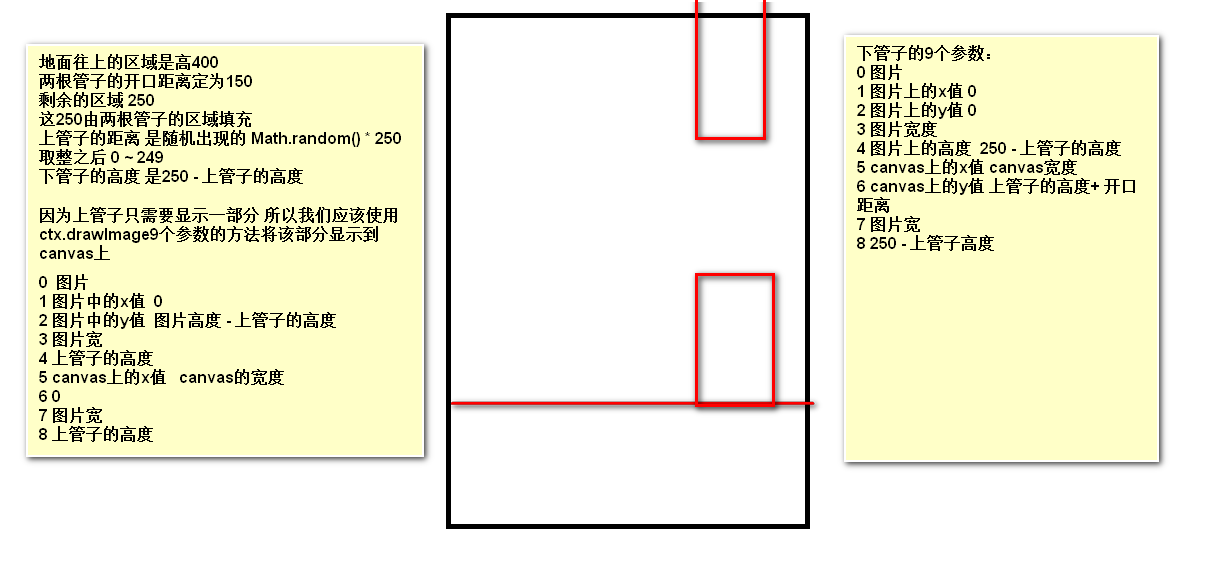 地面往上的区域是高400
两根管子的开口距离定为150
剩余的区域 250
这250由两根管子的区域填充
上管子的距离 是随机出现的 Math.random() * 250
取整之后 0 ~ 249
下管子的高度 是250 - 上管子的高度
因为上管子只需要显示一部分 所以我们应该使用
ctx.drawImage9个参数的方法将该部分显示到
canvas上
0 图片
1 图片中的x值 0
2 图片中的y值 图片高度 - 上管子的高度
3 图片宽
4 上管子的高度
5 canvas上的x值 canvas的宽度
6 0
7 图片宽
8 上管子的高度
下管子的9个参数：
0 图片
1 图片上的x值 0
2 图片上的y值 0
3 图片宽度
4 图片上的高度 250 - 上管子的高度
5 canvas上的x值 canvas宽度
6 canvas上的y值 上管子的高度+ 开口
距离
7 图片宽
8 250 - 上管子高度